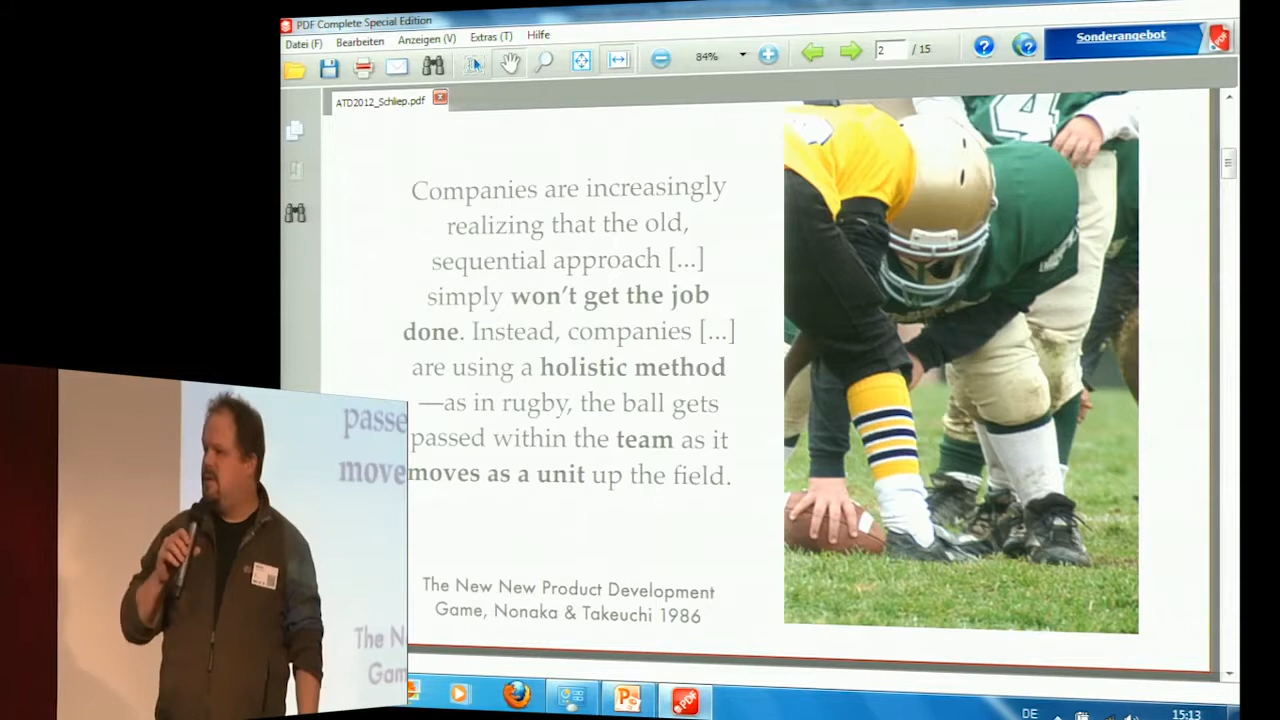 PDF Complete Special Edition
Datei (F) Bearbeiten Anzeigen (V) Extras (T) Hilfe
84% 2 / 15 Sonderangebot
ATD2012_Schliep.pdf
4
Companies are increasingly
realizing that the old,
sequential approach [...]
simply won't get the job
done. Instead, companies [...]
are using a holistic method
—as in rugby, the ball gets
passed within the team as it
moves as a unit up the field.
The New New Product Development
Game, Nonaka & Takeuchi 1986
passe
move
The N
Gam
PDF
DE 15:13